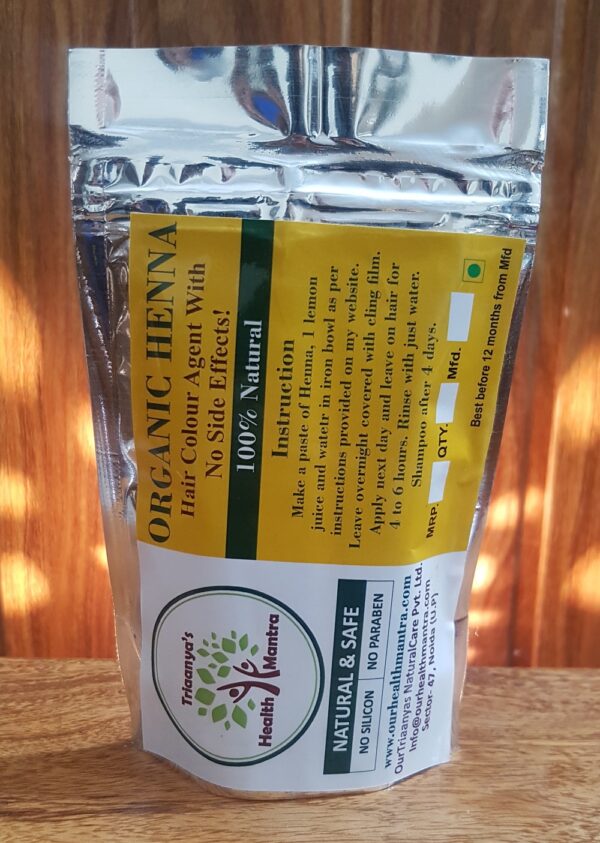 Triaanya's
Health Mantra
NATURAL & SAFE
NO SILICON
NO PARABEN
www.ourhealthmantra.com
OurTriaanyas NaturalCare Pvt. Ltd.
Info@ourhealthmantra.com
Sector- 47, Noida (U.P)
ORGANIC HENNA
Hair Colour Agent With
No Side Effects!
100% Natural
Instruction
Make a paste of Henna, 1 lemon
juice and watetr in iron bowl as per
instructions provided on my website.
Leave overnight covered with cling film.
Apply next day and leave on hair for
4 to 6 hours. Rinse with just water.
Shampoo after 4 days.
MRP. QTY. Mfd.
Best before 12 months from Mfd